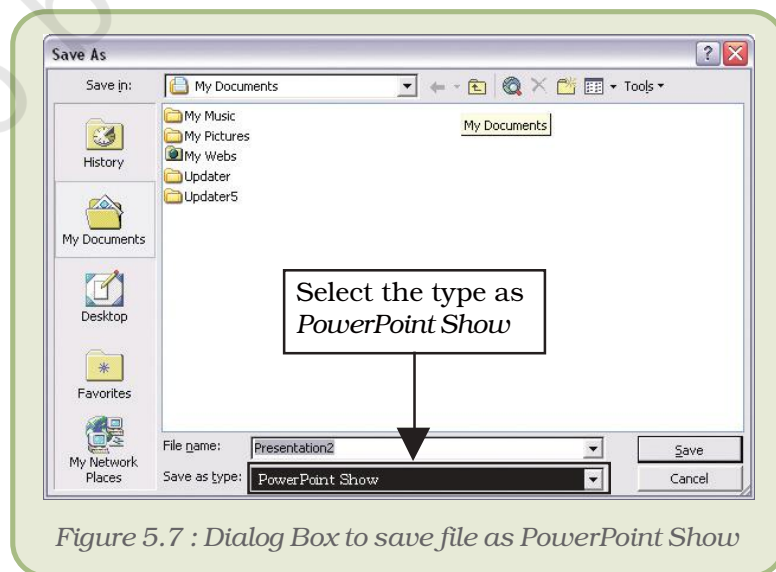 Save As
Save in:
My Documents
Tools
My Music
My Pictures
My Webs
Updater
Updater5
My Documents
History
My Documents
Desktop
Favorites
My Network
Places
Select the type as
PowerPoint Show
File name:
Presentation2
Save
Save as type:
PowerPoint Show
Cancel
Figure 5.7 : Dialog Box to save file as PowerPoint Show